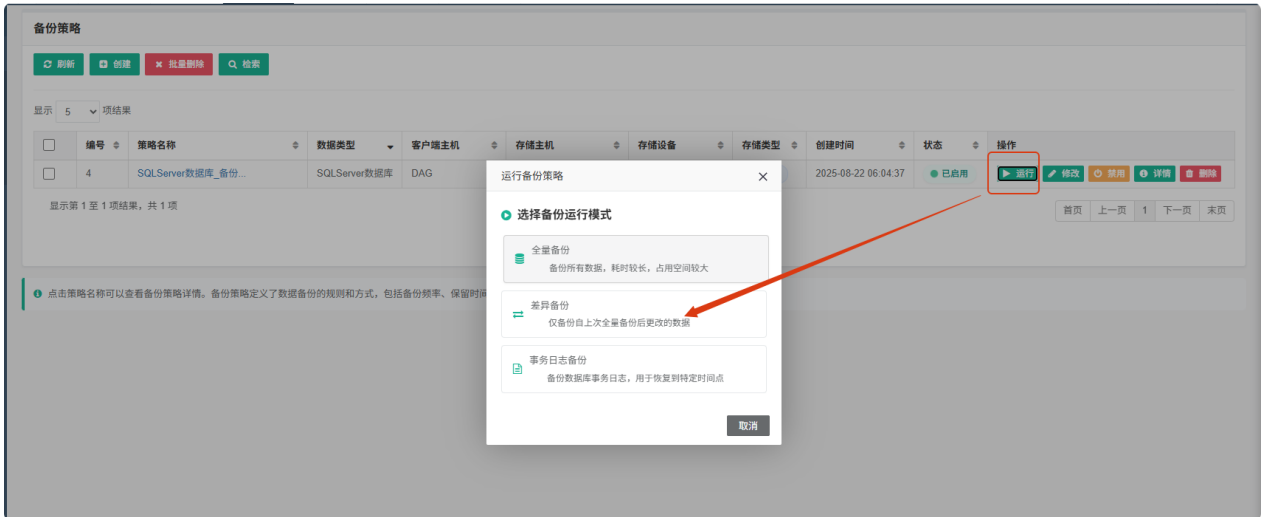 备份策略
刷新 创建 批量删除 检索
显示 5 项结果
编号 策略名称 数据类型 客户端主机 存储主机 存储设备 存储类型 创建时间 状态 操作
4 SQLServer数据库_备份... SQLServer数据库 DAG 2025-08-22 06:04:37 已启用 运行 修改 禁用 详情 删除
显示第 1 至 1 项结果，共 1 项
首页 上一页 1 下一页 末页
点击策略名称可以查看备份策略详情。备份策略定义了数据备份的规则和方式，包括备份频率、保留时间
运行备份策略
选择备份运行模式
全量备份
备份所有数据，耗时较长，占用空间较大
差异备份
仅备份自上次全量备份后更改的数据
事务日志备份
备份数据库事务日志，用于恢复到特定时间点
取消